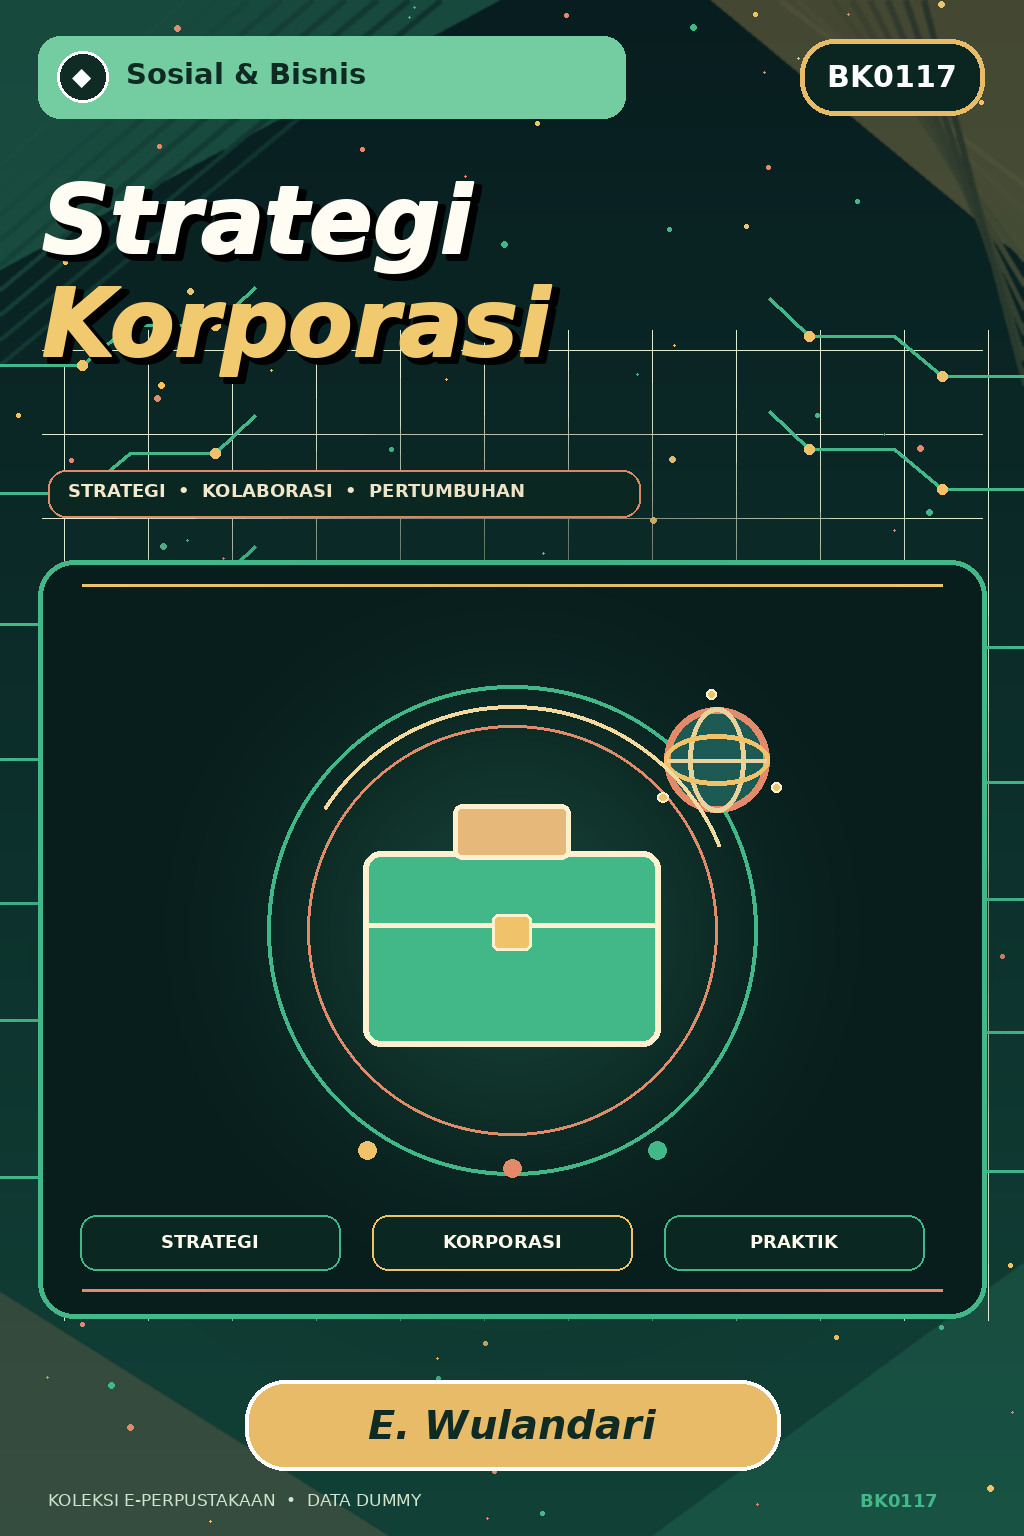 Sosial & Bisnis
BK0117
Strategi
Korporasi
STRATEGI • KOLABORASI • PERTUMBUHAN
STRATEGI
KORPORASI
PRAKTIK
E. Wulandari
KOLEKSI E-PERPUSTAKAAN • DATA DUMMY
BK0117